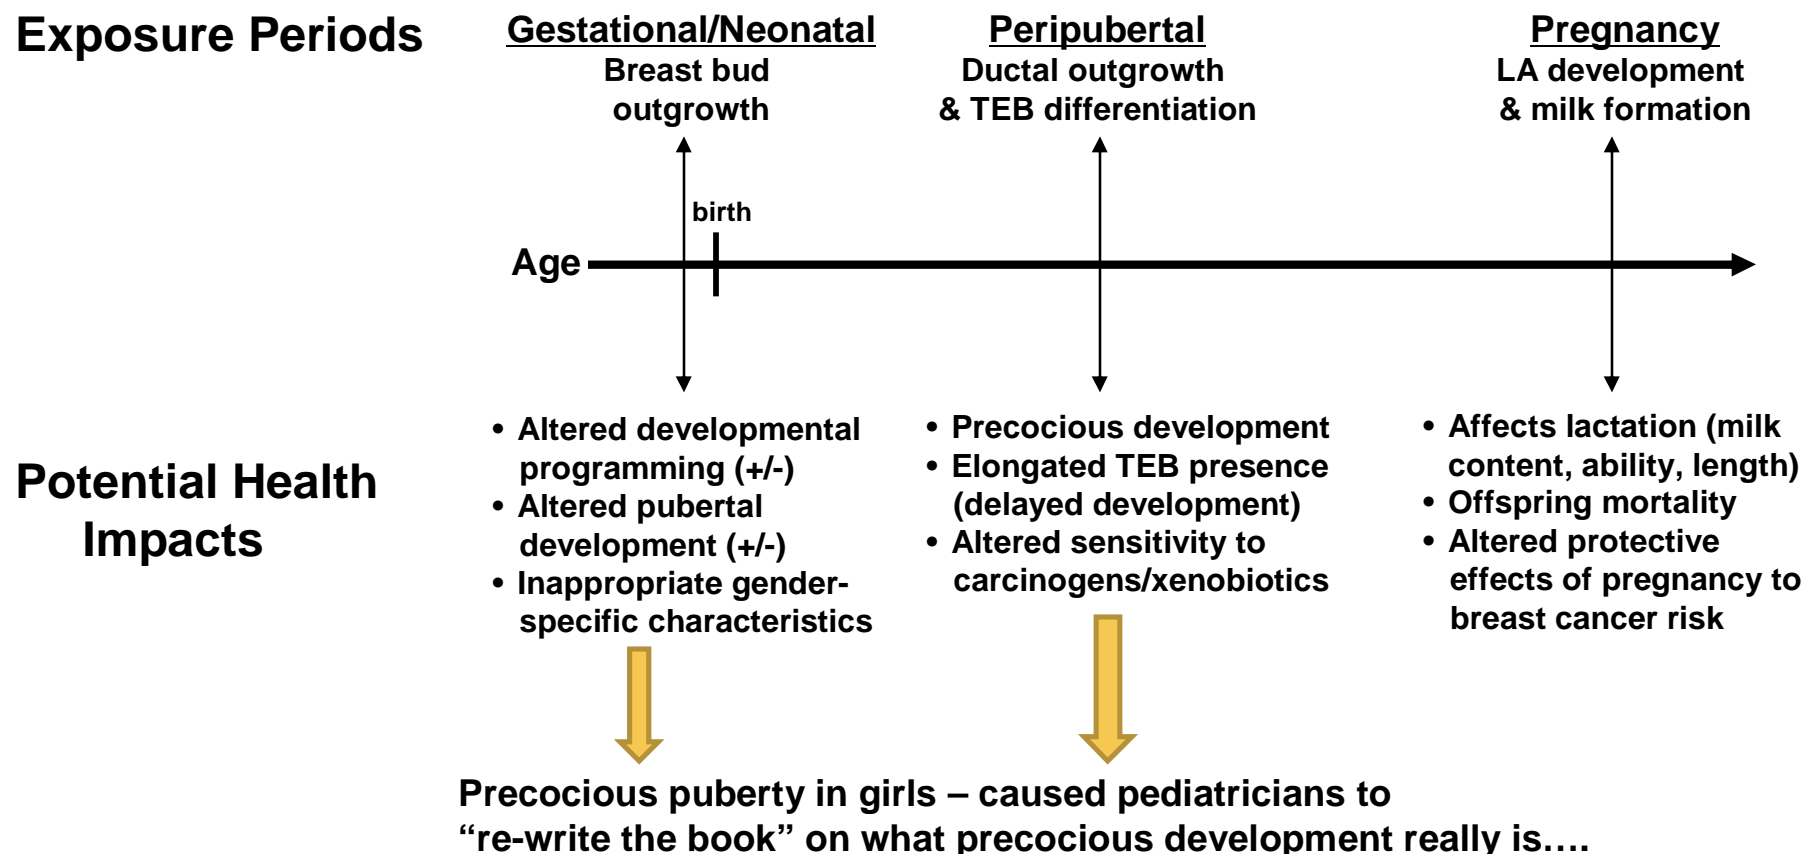 Exposure Periods
Gestational/Neonatal
Breast bud
outgrowth
Peripubertal
Ductal outgrowth
& TEB differentiation
Pregnancy
LA development
& milk formation
birth
Age
Potential Health
Impacts
• Altered developmental
programming (+/-)
• Altered pubertal
development (+/-)
• Inappropriate gender-
specific characteristics
• Precocious development
• Elongated TEB presence
(delayed development)
• Altered sensitivity to
carcinogens/xenobiotics
• Affects lactation (milk
content, ability, length)
• Offspring mortality
• Altered protective
effects of pregnancy to
breast cancer risk
Precocious puberty in girls – caused pediatricians to
“re-write the book” on what precocious development really is….